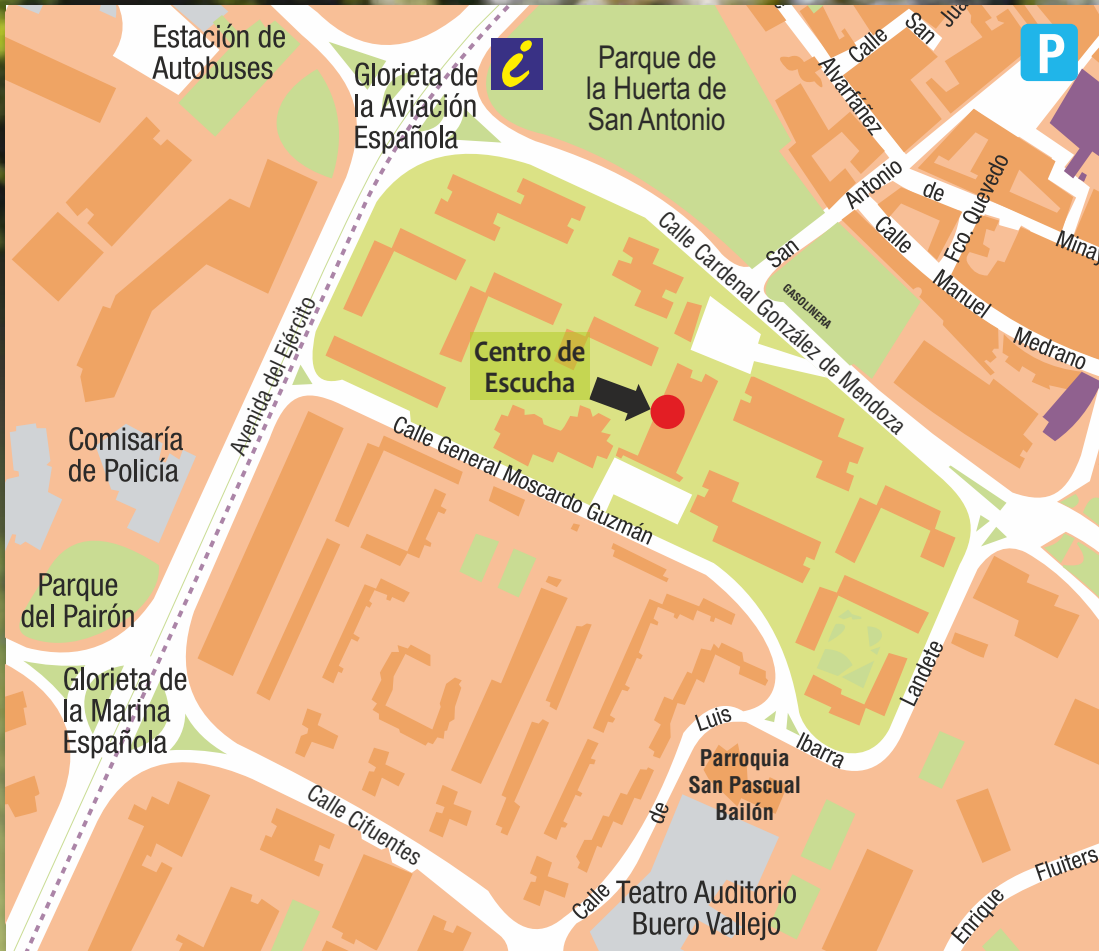 Estación de
Autobuses
Glorieta de
la Aviación
Española
i
Parque de
la Huerta de
San Antonio
Calle San
P
Alvarfáñez de
San Antonio
Fco. Quevedo
Calle Manuel Medrano
GASOLINERA
Calle Cardenal González de Mendoza
Centro de
Escucha
Avenida del Ejército
Calle General Moscardo Guzmán
Comisaría
de Policía
Parque
del Pairón
Glorieta de
la Marina
Española
Calle Cifuentes
Landete
Calle de Luis Ibarra
Parroquia
San Pascual
Bailón
Teatro Auditorio
Buero Vallejo
Enrique Fluiters